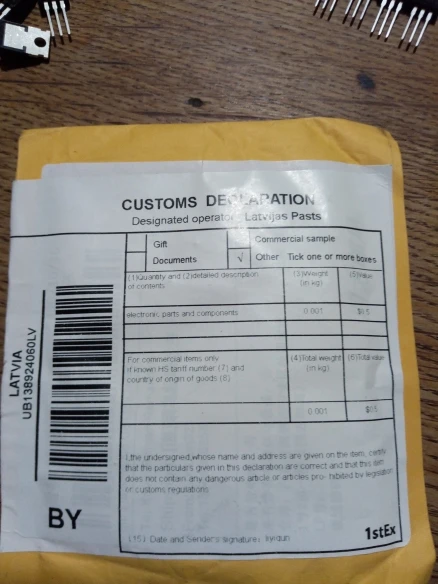 CUSTOMS DECLARATION
Designated operator Latvijas Pasts
Gift
Commercial sample
Documents
√ Other Tick one or more boxes
(1)Quantity and (2)detailed description
of contents
(3)Weight
(in kg)
(5)Value
electronic parts and components
0.001
$0.5
For commercial items only
If known HS tariff number (7) and
country of origin of goods (8)
(4)Total weight
(in kg)
(6)Total value
0.001
$0.5
I,the undersigned,whose name and address are given on the item, certify
that the particulars given in this declaration are correct and that this item
does not contain any dangerous article or articles pro- hibited by legislation
or customs regulations
(15) Date and Sender's signature: liyequn
1stEx
LATVIA
UB138924060LV
BY